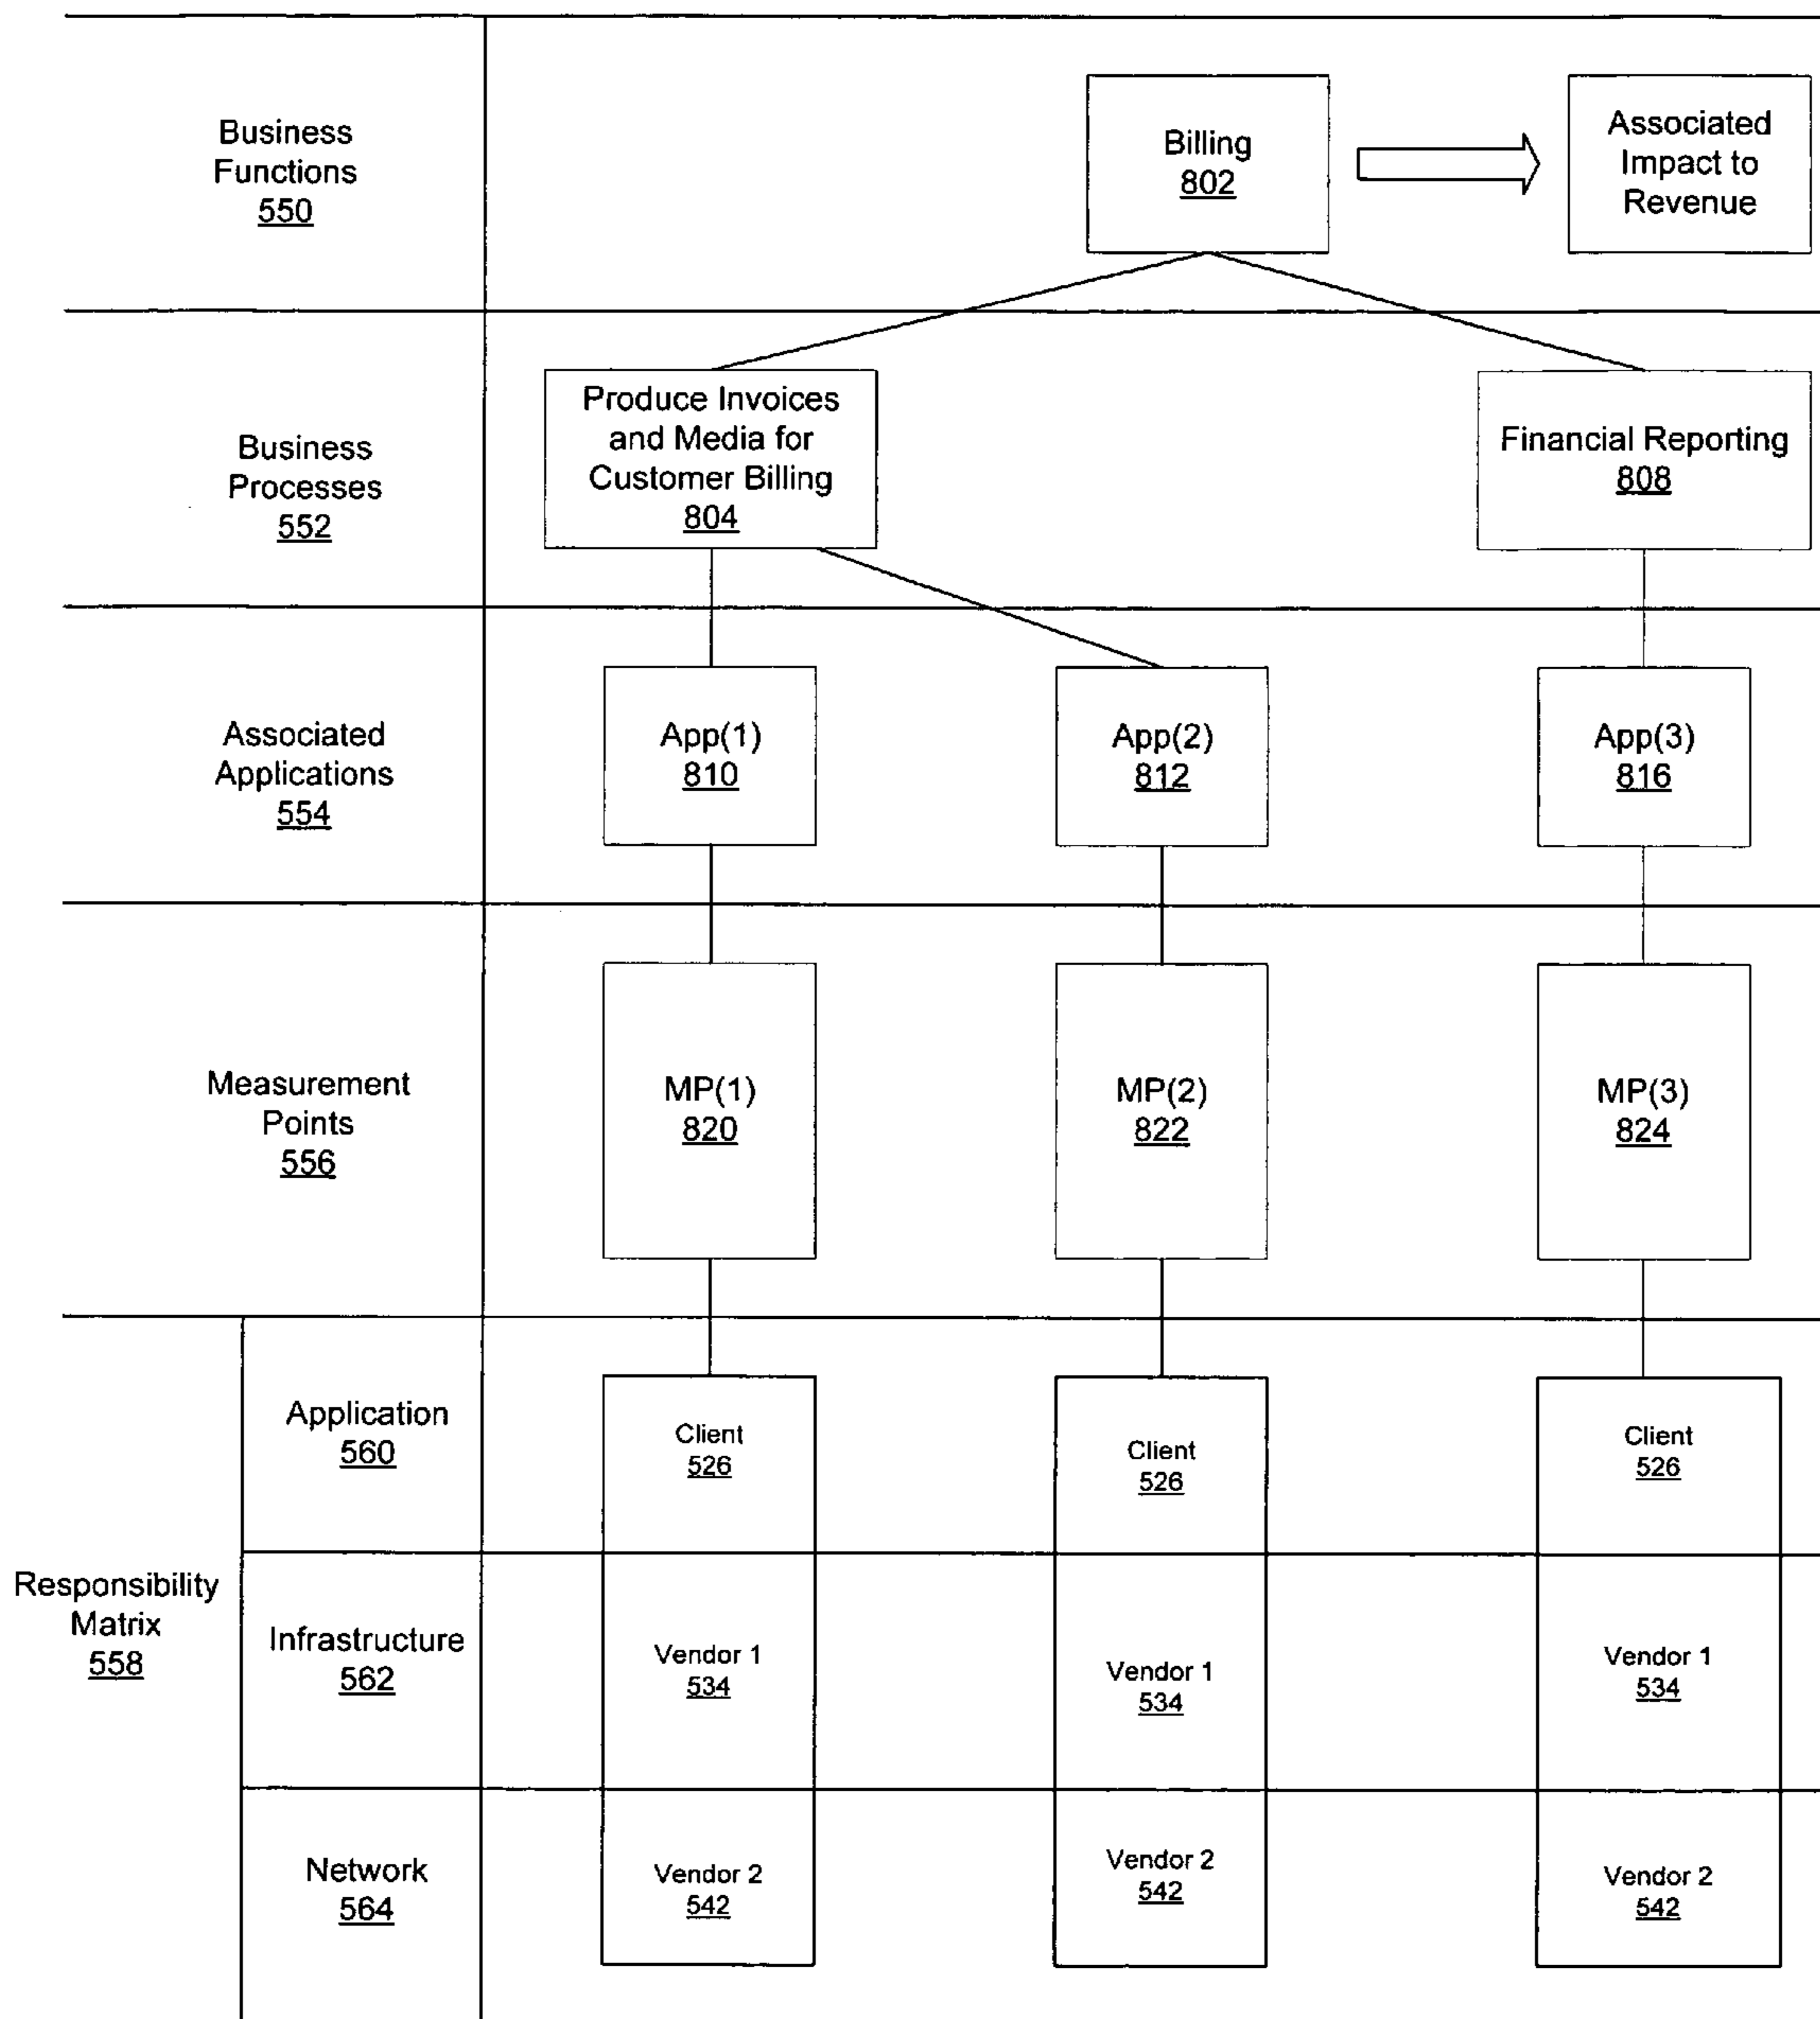 Business
Functions
550
Billing
802
Associated
Impact to
Revenue
Business
Processes
552
Produce Invoices
and Media for
Customer Billing
804
Financial Reporting
808
Associated
Applications
554
App(1)
810
App(2)
812
App(3)
816
Measurement
Points
556
MP(1)
820
MP(2)
822
MP(3)
824
Responsibility
Matrix
558
Application
560
Client
526
Client
526
Client
526
Infrastructure
562
Vendor 1
534
Vendor 1
534
Vendor 1
534
Network
564
Vendor 2
542
Vendor 2
542
Vendor 2
542